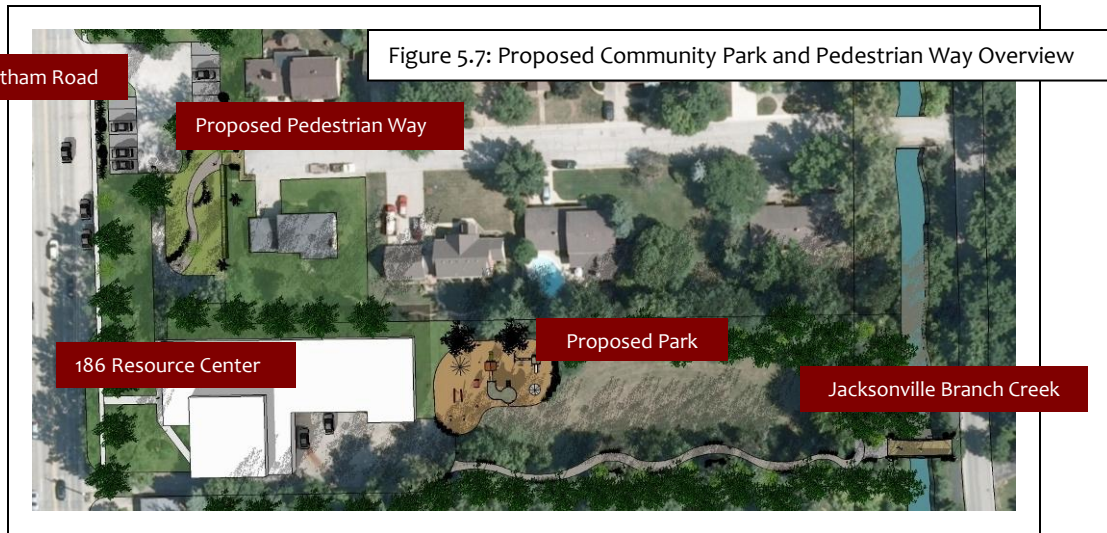 Figure 5.7: Proposed Community Park and Pedestrian Way Overview
tham Road
Proposed Pedestrian Way
Proposed Park
186 Resource Center
Jacksonville Branch Creek